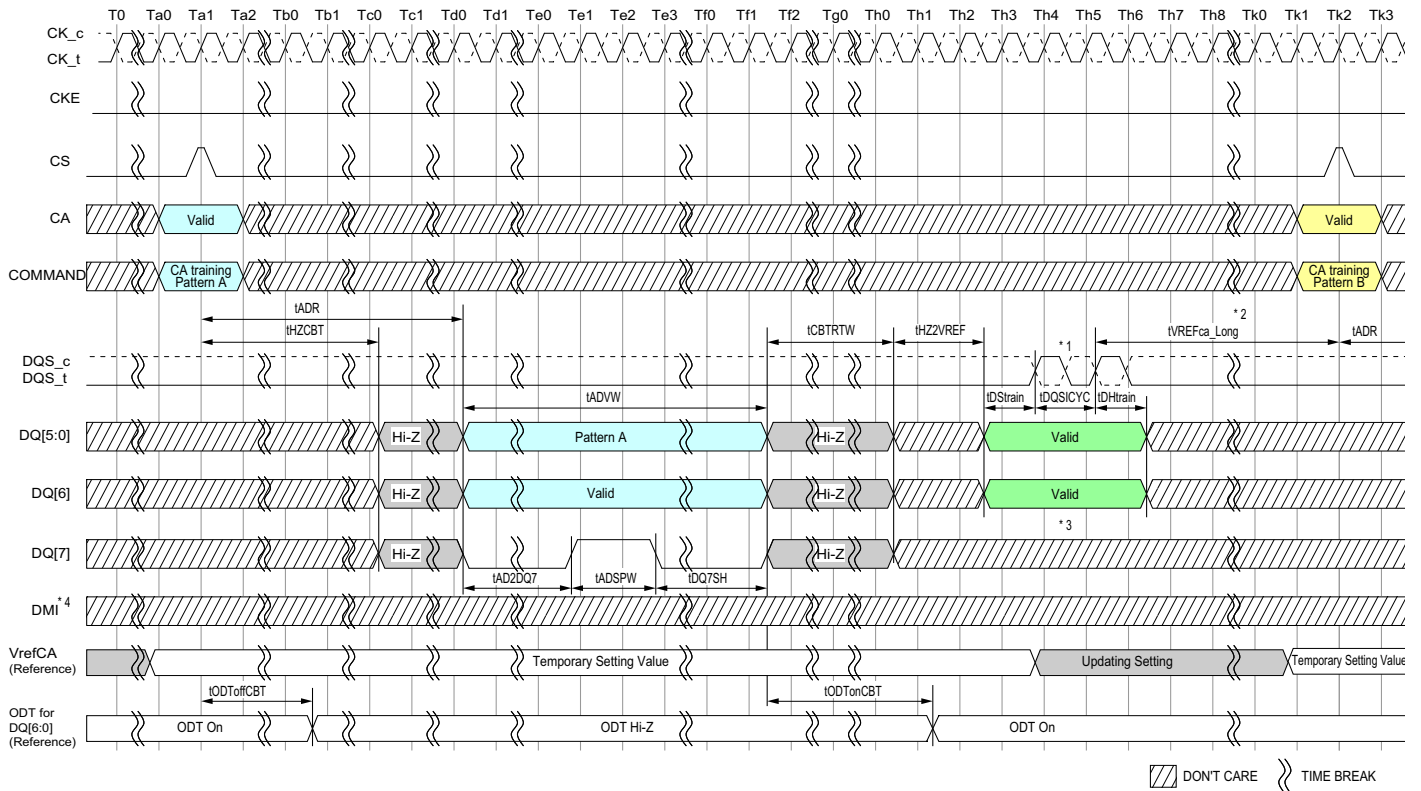 T0 Ta0 Ta1 Ta2 Tb0 Tb1 Tc0 Tc1 Td0 Td1 Te0 Te1 Te2 Te3 Tf0 Tf1 Tf2 Tg0 Th0 Th1 Th2 Th3 Th4 Th5 Th6 Th7 Th8 Tk0 Tk1 Tk2 Tk3
CK_c
CK_t
CKE
CS
CA Valid Valid
COMMAND CA training Pattern A CA training Pattern B
tADR * 2
tHZCBT tCBTRTW tHZ2VREF tVREFca_Long tADR
* 1
DQS_c
DQS_t
tADVW tDStrain tDQSICYC tDHtrain
DQ[5:0] Hi-Z Pattern A Hi-Z Valid
DQ[6] Hi-Z Valid Hi-Z Valid
* 3
DQ[7] Hi-Z Hi-Z
tAD2DQ7 tADSPW tDQ7SH
DMI* 4
VrefCA
(Reference) Temporary Setting Value Updating Setting Temporary Setting Value
tODToffCBT tODTonCBT
ODT for
DQ[6:0] ODT On ODT Hi-Z ODT On
(Reference)
DON'T CARE TIME BREAK